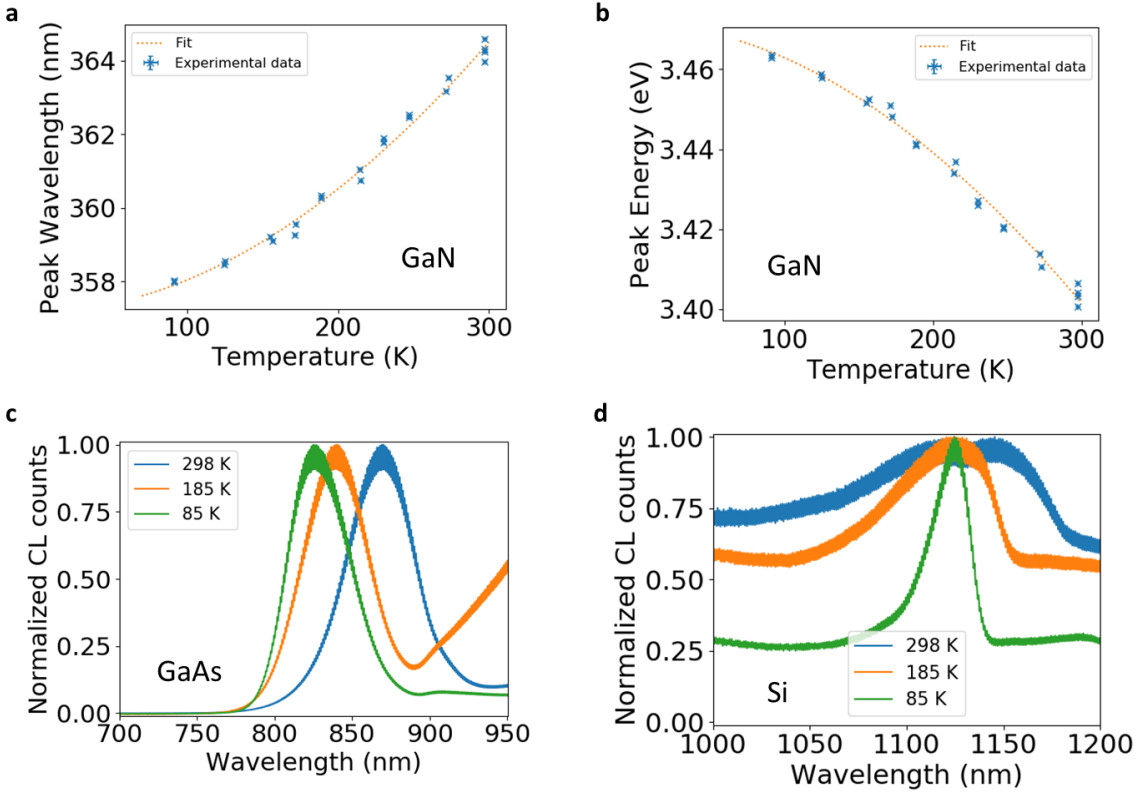 a
Peak Wavelength (nm)
364
362
360
358
Fit
Experimental data
GaN
100
200
300
Temperature (K)
b
Peak Energy (eV)
3.46
3.44
3.42
3.40
Fit
Experimental data
GaN
100
200
300
Temperature (K)
c
Normalized CL counts
1.00
0.75
0.50
0.25
0.00
298 K
185 K
85 K
GaAs
700
750
800
850
900
950
Wavelength (nm)
d
Normalized CL counts
1.00
0.75
0.50
0.25
0.00
298 K
185 K
85 K
Si
1000
1050
1100
1150
1200
Wavelength (nm)